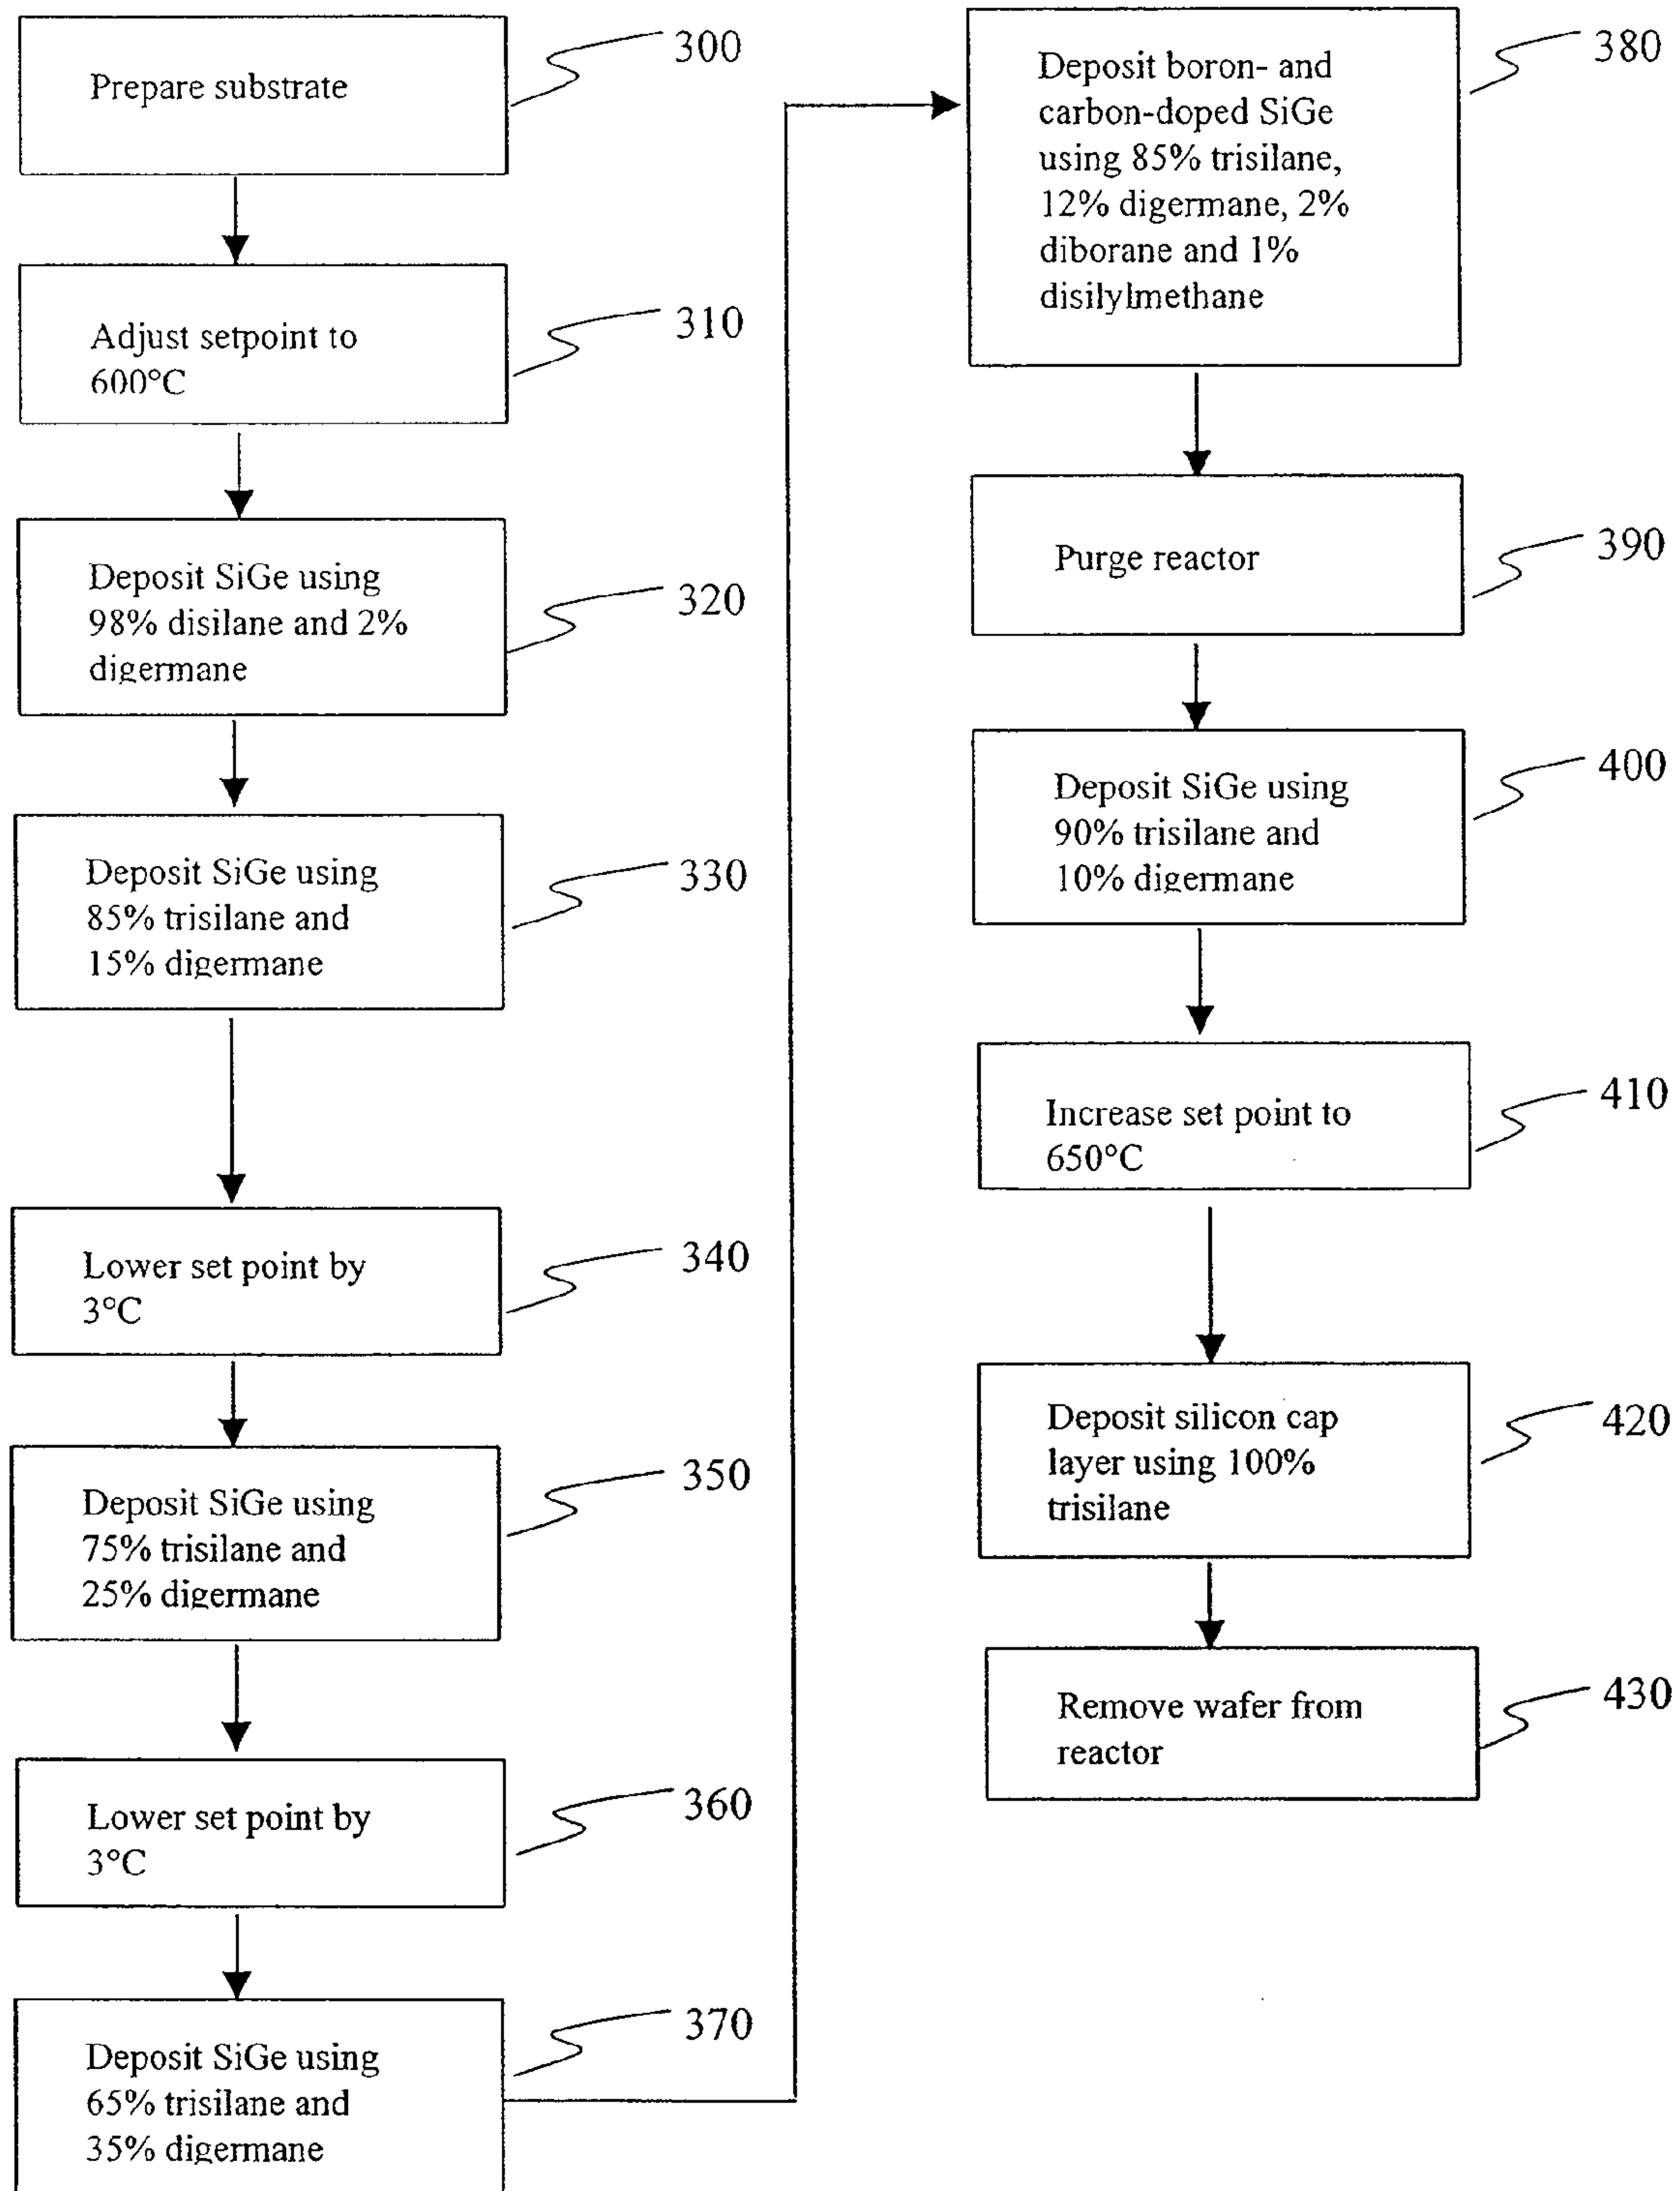 Prepare substrate
300
Adjust setpoint to
600°C
310
Deposit SiGe using
98% disilane and 2%
digermane
320
Deposit SiGe using
85% trisilane and
15% digermane
330
Lower set point by
3°C
340
Deposit SiGe using
75% trisilane and
25% digermane
350
Lower set point by
3°C
360
Deposit SiGe using
65% trisilane and
35% digermane
370
Deposit boron- and
carbon-doped SiGe
using 85% trisilane,
12% digermane, 2%
diborane and 1%
disilylmethane
380
Purge reactor
390
Deposit SiGe using
90% trisilane and
10% digermane
400
Increase set point to
650°C
410
Deposit silicon cap
layer using 100%
trisilane
420
Remove wafer from
reactor
430